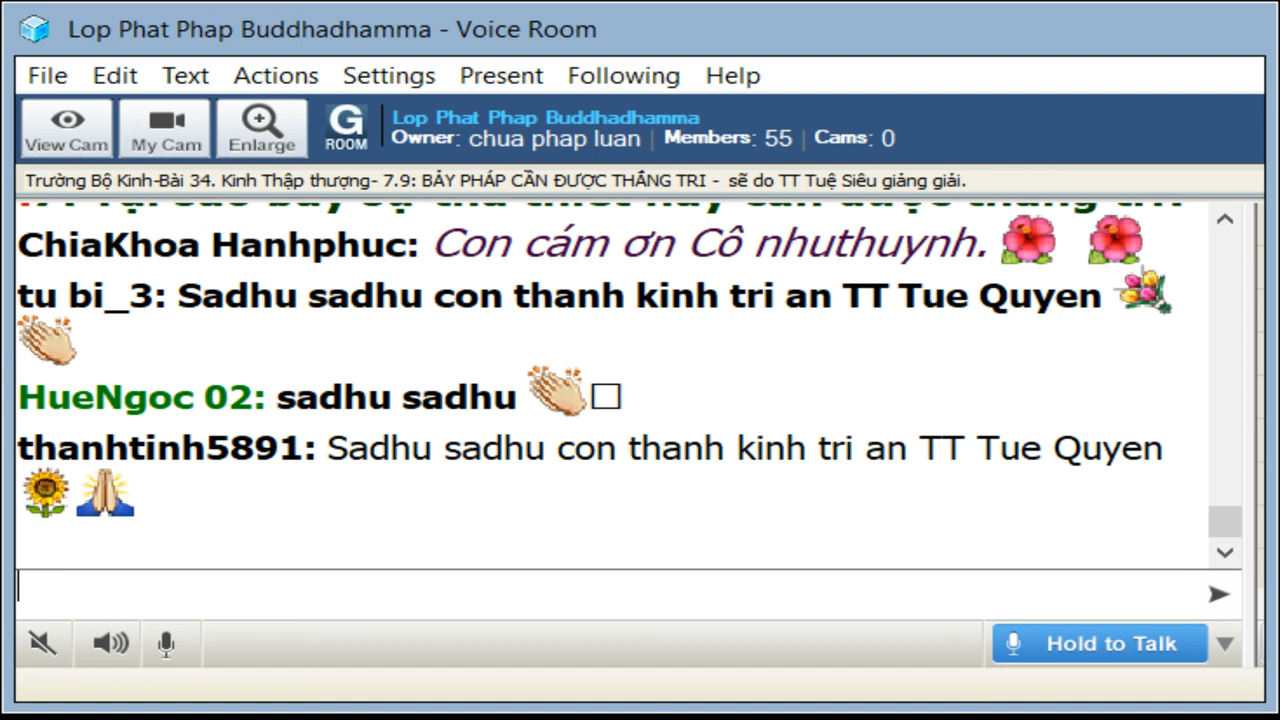 Lop Phat Phap Buddhadhamma - Voice Room
File Edit Text Actions Settings Present Following Help
View Cam My Cam Enlarge G ROOM
Lop Phat Phap Buddhadhamma
Owner: chua phap luan | Members: 55 | Cams: 0
Trường Bộ Kinh-Bài 34. Kinh Thập thượng- 7.9: BẢY PHÁP CẦN ĐƯỢC THẮNG TRI - sẽ do TT Tuệ Siêu giảng giải.
ChiaKhoa Hanhphuc: Con cám ơn Cô nhuthuynh.
tu bi_3: Sadhu sadhu con thanh kinh tri an TT Tue Quyen
HueNgoc 02: sadhu sadhu
thanhtinh5891: Sadhu sadhu con thanh kinh tri an TT Tue Quyen
Hold to Talk